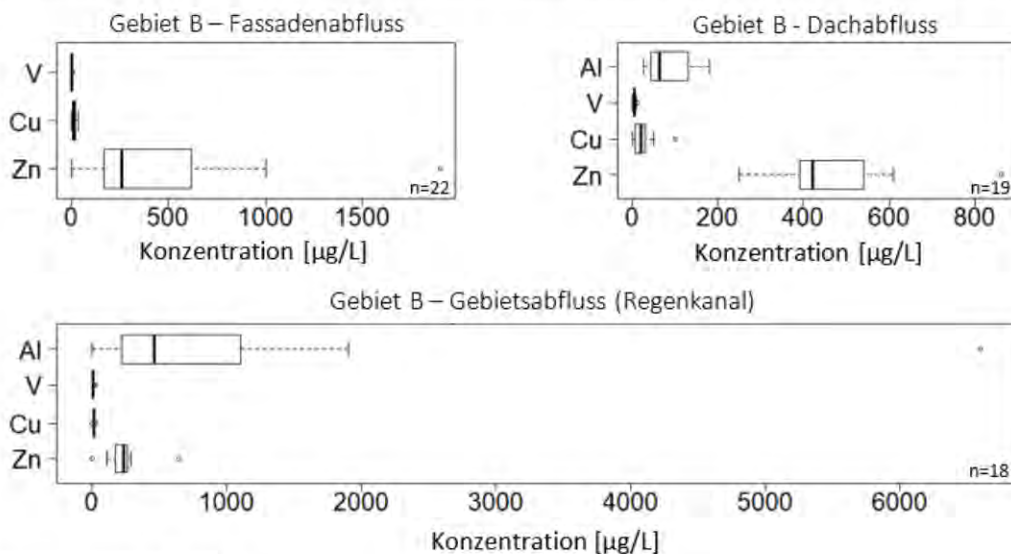 Gebiet B – Fassadenabfluss
V
Cu
Zn
n=22
0 500 1000 1500
Konzentration [µg/L]
Gebiet B - Dachabfluss
Al
V
Cu
Zn
n=19
0 200 400 600 800
Konzentration [µg/L]
Gebiet B – Gebietsabfluss (Regenkanal)
Al
V
Cu
Zn
n=18
0 1000 2000 3000 4000 5000 6000
Konzentration [µg/L]